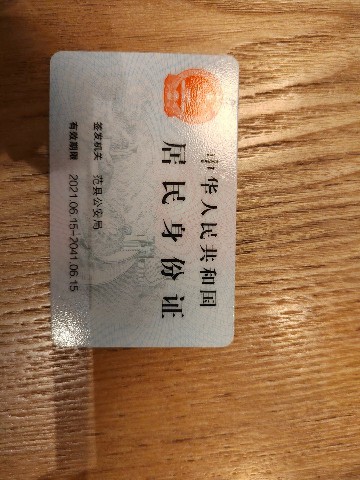 中华人民共和国
居民身份证
签发机关 范县公安局
有效期限 2021.06.15-2041.06.15